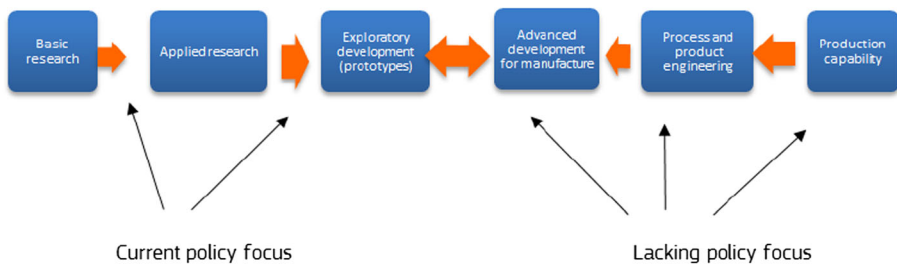 Basic
research
Applied research
Exploratory
development
(prototypes)
Advanced
development
for manufacture
Process and
product
engineering
Production
capability
Current policy focus
Lacking policy focus